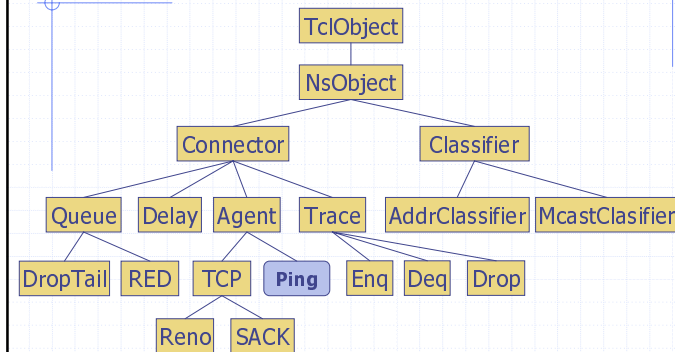 TclObject
NsObject
Connector Classifier
Queue Delay Agent Trace AddrClassifier McastClasifier
DropTail RED TCP Ping Enq Deq Drop
Reno SACK